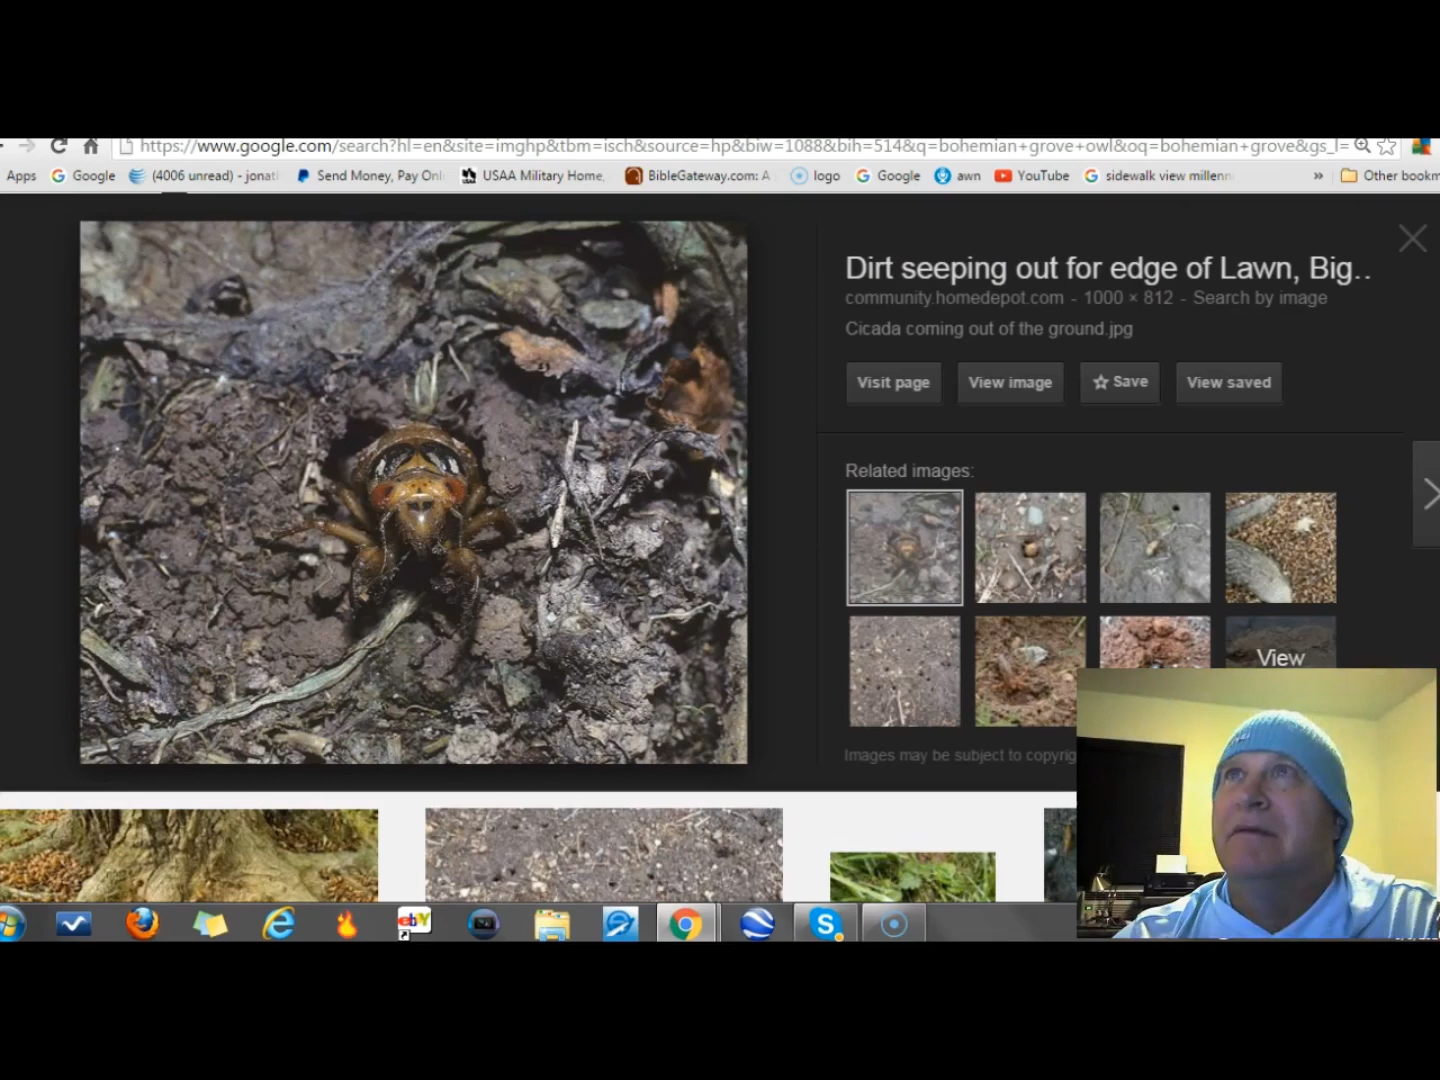 https://www.google.com/search?hl=en&site=imghp&tbm=isch&source=hp&biw=1088&bih=514&q=bohemian+grove+owl&oq=bohemian+grove&gs_l=
Apps Google (4006 unread) - jonat Send Money, Pay Onl USAA Military Home, BibleGateway.com: A logo Google awn YouTube sidewalk view millenn » Other bookm
Dirt seeping out for edge of Lawn, Big..
community.homedepot.com - 1000 × 812 - Search by image
Cicada coming out of the ground.jpg
Visit page View image Save View saved
Related images:
View
Images may be subject to copyrig
ebY